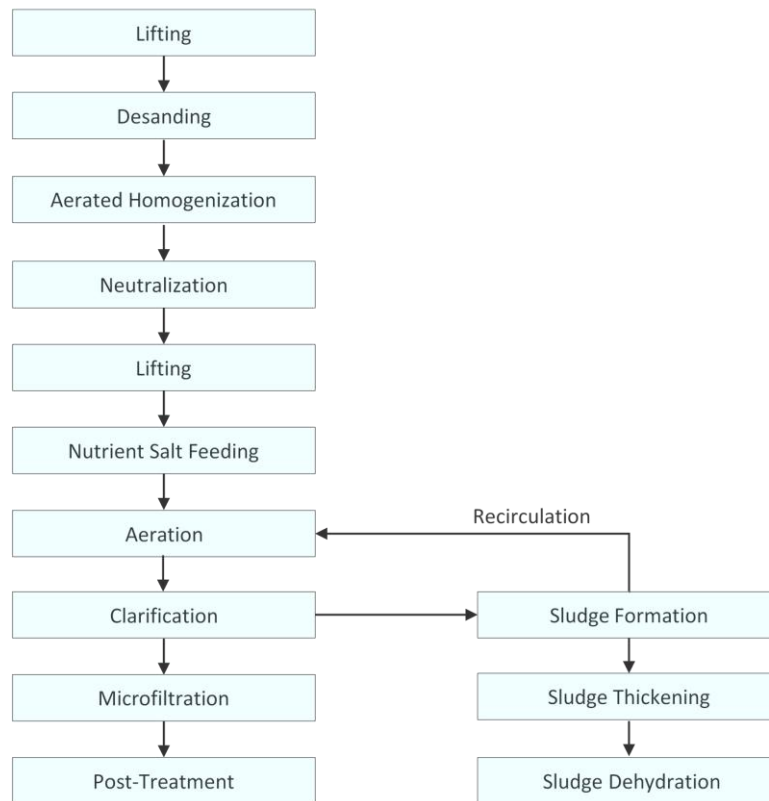 Lifting
Desanding
Aerated Homogenization
Neutralization
Lifting
Nutrient Salt Feeding
Aeration
Recirculation
Clarification
Sludge Formation
Microfiltration
Sludge Thickening
Post-Treatment
Sludge Dehydration